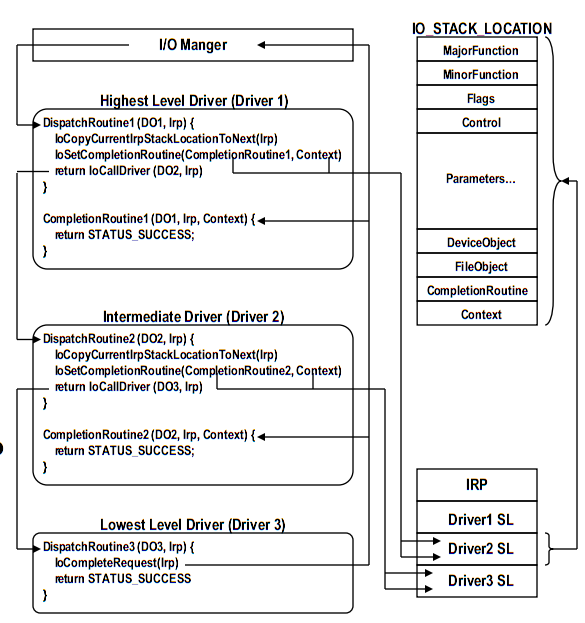 I/O Manger
Highest Level Driver (Driver 1)
DispatchRoutine1 (DO1, Irp) {
IoCopyCurrentIrpStackLocationToNext(Irp)
IoSetCompletionRoutine(CompletionRoutine1, Context)
return IoCallDriver (DO2, Irp)
}
CompletionRoutine1 (DO1, Irp, Context) {
return STATUS_SUCCESS;
}
Intermediate Driver (Driver 2)
DispatchRoutine2 (DO2, Irp) {
IoCopyCurrentIrpStackLocationToNext(Irp)
IoSetCompletionRoutine(CompletionRoutine2, Context)
return IoCallDriver (DO3, Irp)
}
CompletionRoutine2 (DO2, Irp, Context) {
return STATUS_SUCCESS;
}
Lowest Level Driver (Driver 3)
DispatchRoutine3 (DO3, Irp) {
IoCompleteRequest(Irp)
return STATUS_SUCCESS
}
IO_STACK_LOCATION
MajorFunction
MinorFunction
Flags
Control
Parameters...
DeviceObject
FileObject
CompletionRoutine
Context
IRP
Driver1 SL
Driver2 SL
Driver3 SL